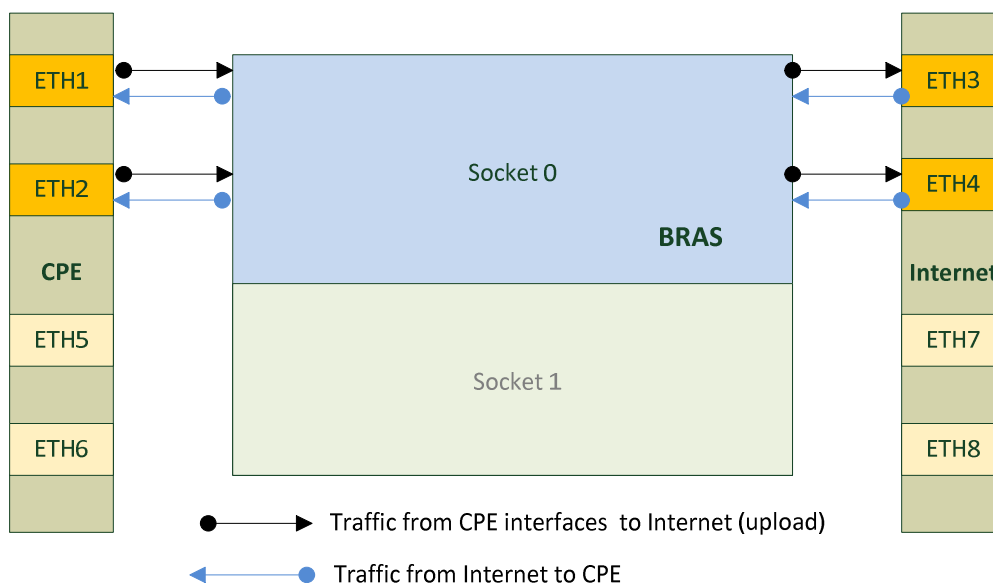 ETH1
ETH3
Socket 0
ETH2
ETH4
BRAS
CPE
Internet
ETH5
ETH7
Socket 1
ETH6
ETH8
Traffic from CPE interfaces to Internet (upload)
Traffic from Internet to CPE